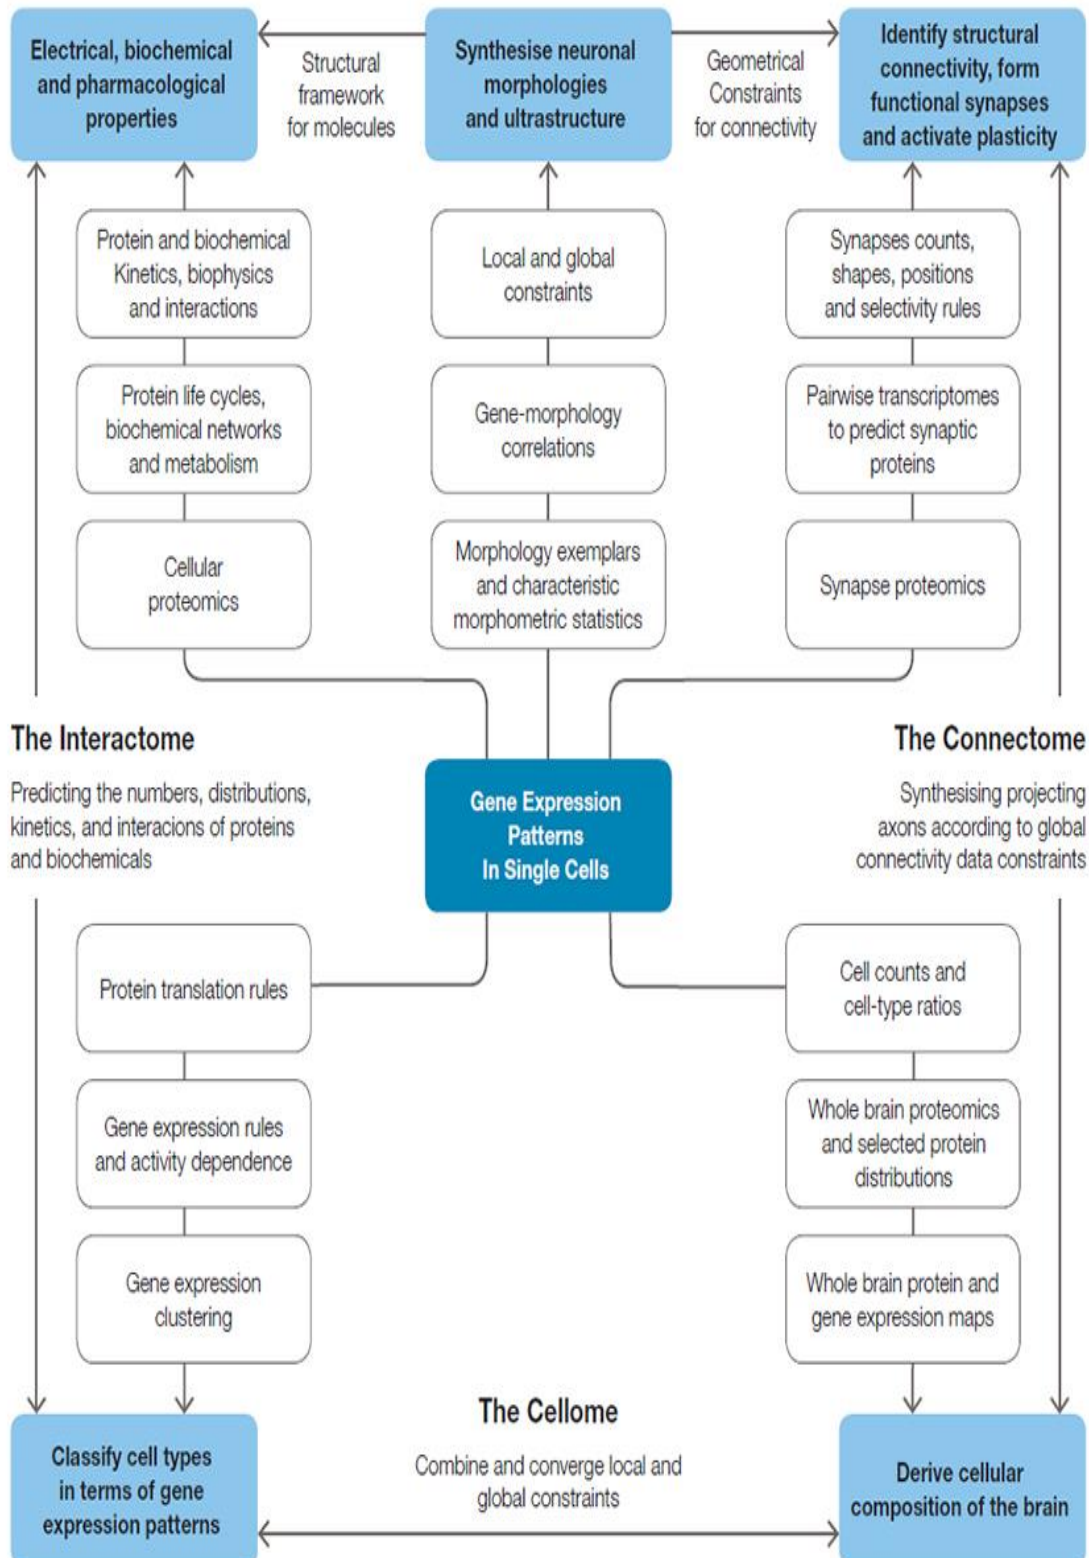 Electrical, biochemical
and pharmacological
properties
Structural
framework
for molecules
Synthesise neuronal
morphologies
and ultrastructure
Geometrical
Constraints
for connectivity
Identify structural
connectivity, form
functional synapses
and activate plasticity
Protein and biochemical
Kinetics, biophysics
and interactions
Local and global
constraints
Synapses counts,
shapes, positions
and selectivity rules
Protein life cycles,
biochemical networks
and metabolism
Gene-morphology
correlations
Pairwise transcriptomes
to predict synaptic
proteins
Cellular
proteomics
Morphology exemplars
and characteristic
morphometric statistics
Synapse proteomics
The Interactome
Predicting the numbers, distributions,
kinetics, and interacions of proteins
and biochemicals
Gene Expression
Patterns
In Single Cells
The Connectome
Synthesising projecting
axons according to global
connectivity data constraints
Protein translation rules
Cell counts and
cell-type ratios
Gene expression rules
and activity dependence
Whole brain proteomics
and selected protein
distributions
Gene expression
clustering
Whole brain protein and
gene expression maps
Classify cell types
in terms of gene
expression patterns
The Cellome
Combine and converge local and
global constraints
Derive cellular
composition of the brain